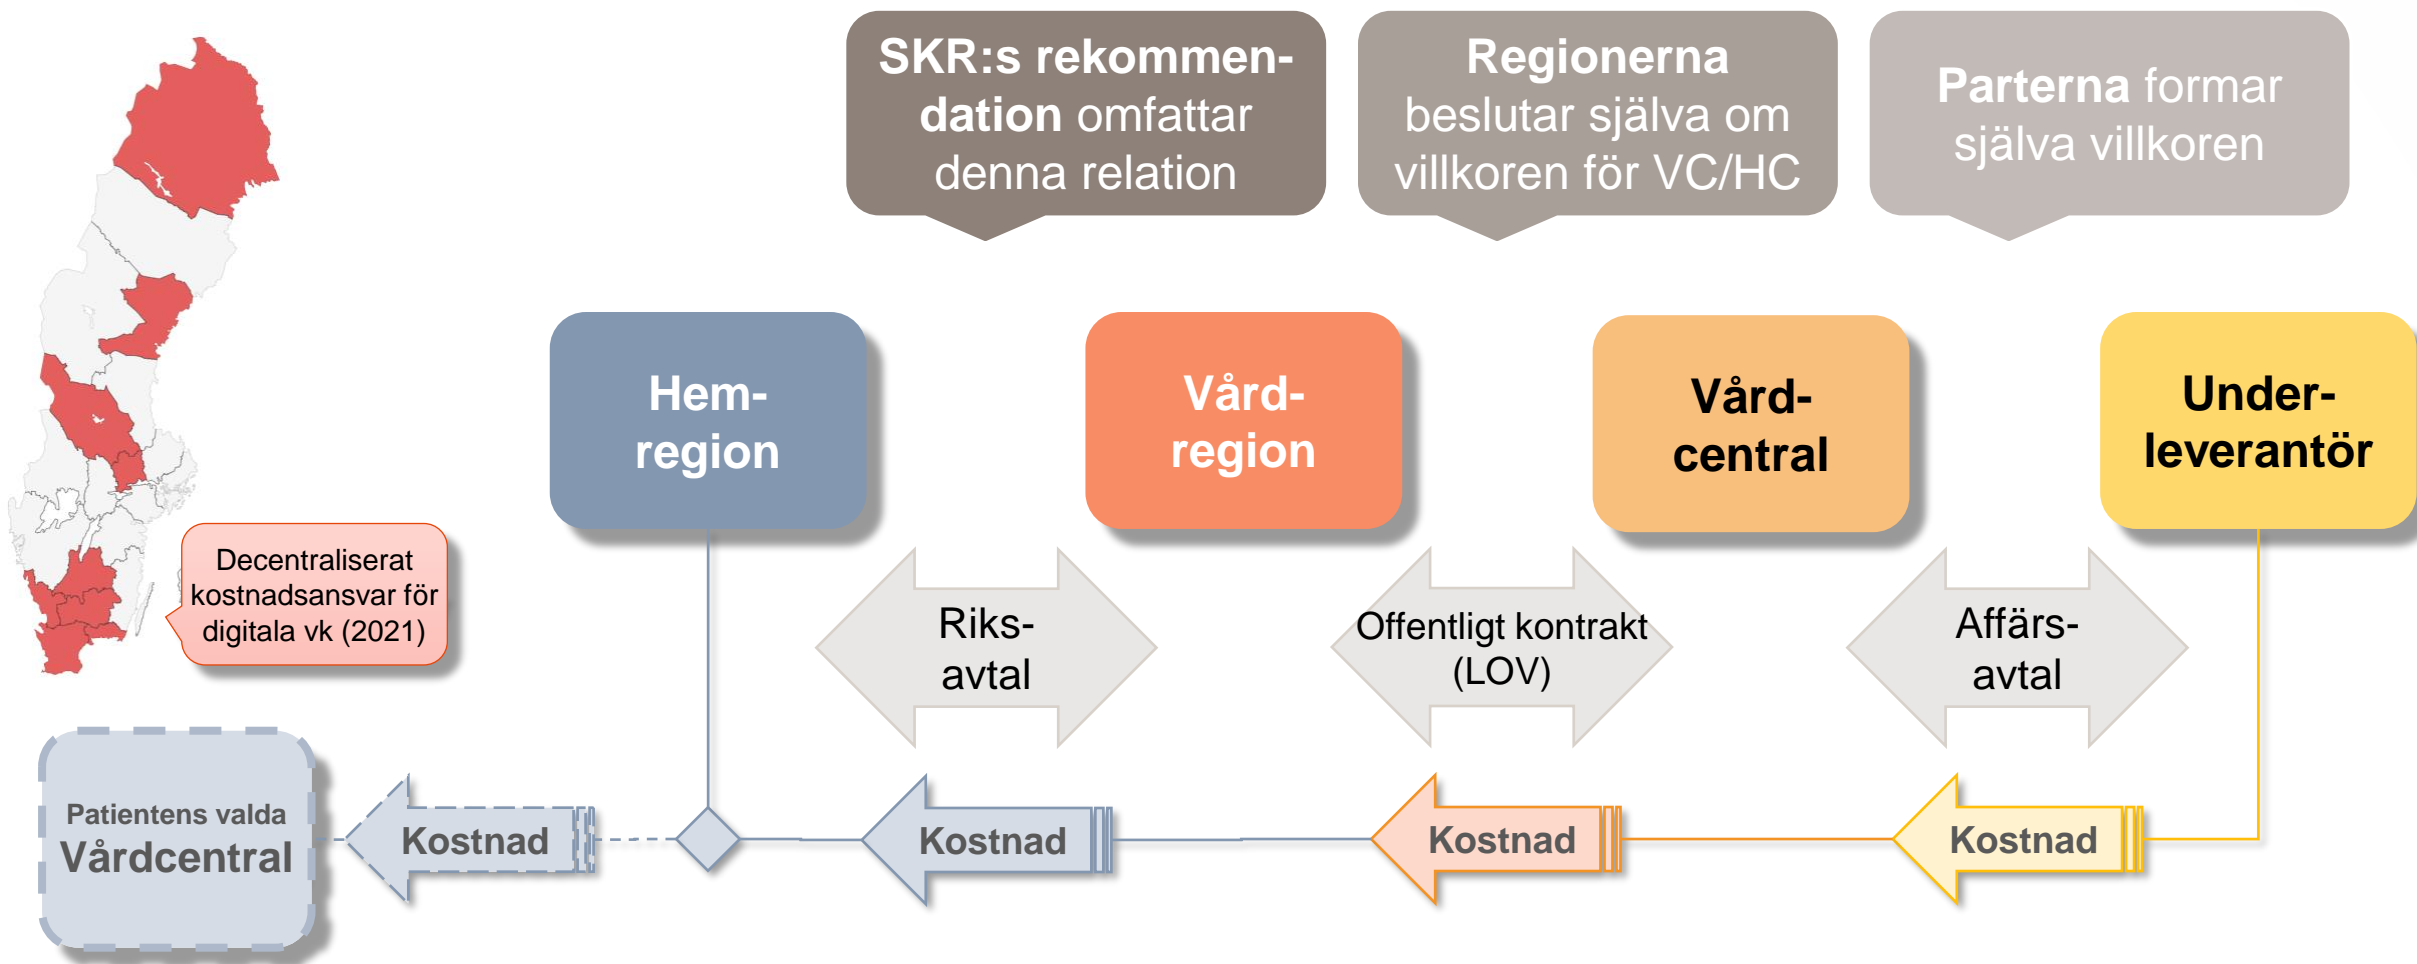 SKR:s rekommen-
dation omfattar
denna relation
Regionerna
beslutar själva om
villkoren för VC/HC
Parterna formar
själva villkoren
Hem-
region
Vård-
region
Vård-
central
Under-
leverantör
Decentraliserat
kostnadsansvar för
digitala vk (2021)
Riks-
avtal
Offentligt kontrakt
(LOV)
Affärs-
avtal
Patientens valda
Vårdcentral
Kostnad
Kostnad
Kostnad
Kostnad